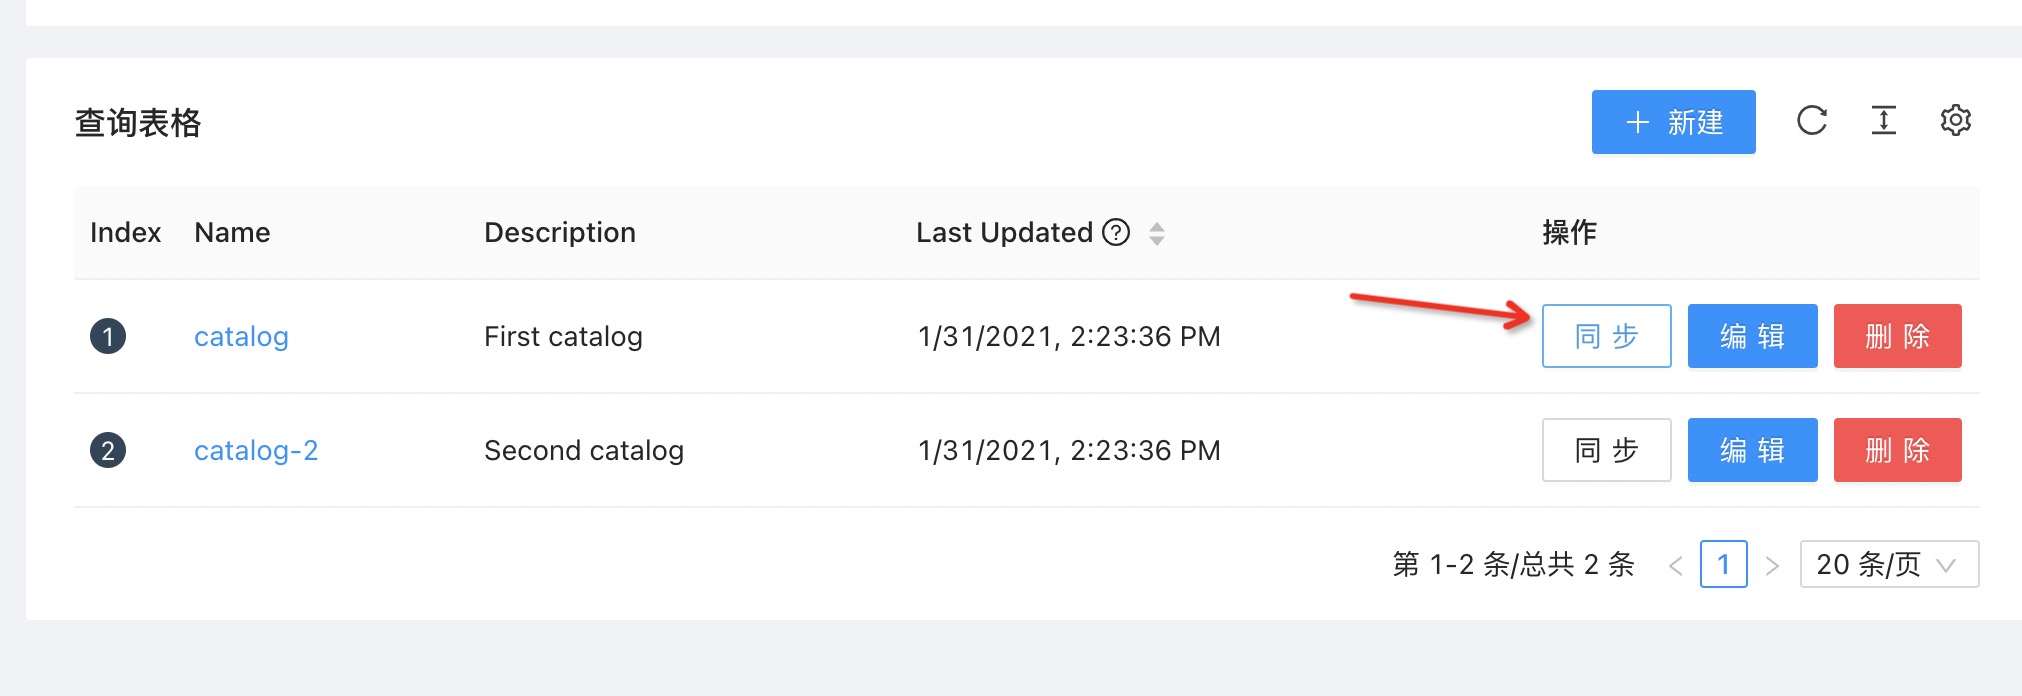 查询表格
+ 新建
Index Name Description Last Updated ? 操作
1 catalog First catalog 1/31/2021, 2:23:36 PM 同步 编辑 删除
2 catalog-2 Second catalog 1/31/2021, 2:23:36 PM 同步 编辑 删除
第 1-2 条/总共 2 条 < 1 > 20 条/页